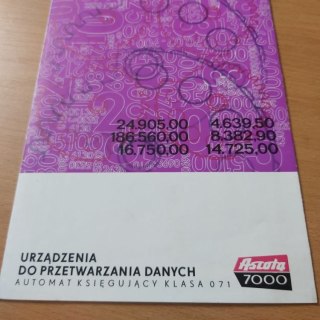 24.905.00 4.639.50
186.560.00 8.382.90
16.750.00 14.725.00
URZĄDZENIA
DO PRZETWARZANIA DANYCH
AUTOMAT KSIĘGUJĄCY KLASA 071
Ascota
7000